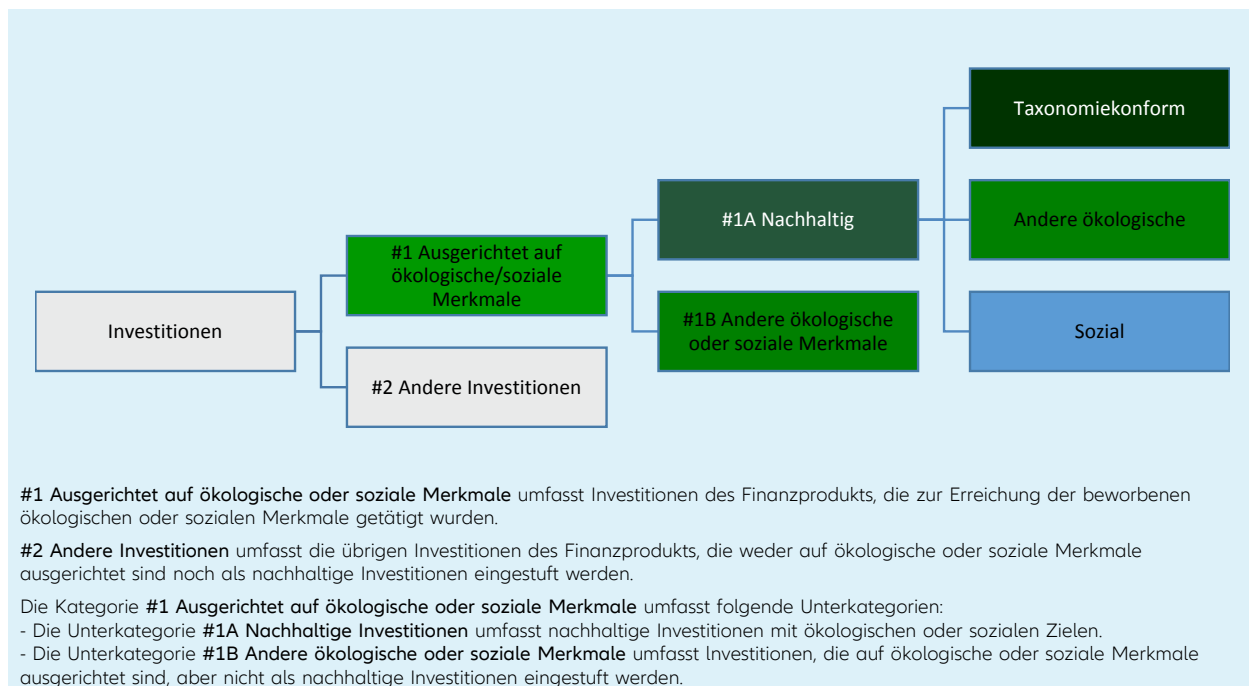 Taxonomiekonform
#1A Nachhaltig
Andere ökologische
#1 Ausgerichtet auf
ökologische/soziale
Merkmale
Investitionen
#1B Andere ökologische
oder soziale Merkmale
Sozial
#2 Andere Investitionen
#1 Ausgerichtet auf ökologische oder soziale Merkmale umfasst Investitionen des Finanzprodukts, die zur Erreichung der beworbenen
ökologischen oder sozialen Merkmale getätigt wurden.
#2 Andere Investitionen umfasst die übrigen Investitionen des Finanzprodukts, die weder auf ökologische oder soziale Merkmale
ausgerichtet sind noch als nachhaltige Investitionen eingestuft werden.
Die Kategorie #1 Ausgerichtet auf ökologische oder soziale Merkmale umfasst folgende Unterkategorien:
- Die Unterkategorie #1A Nachhaltige Investitionen umfasst nachhaltige Investitionen mit ökologischen oder sozialen Zielen.
- Die Unterkategorie #1B Andere ökologische oder soziale Merkmale umfasst Investitionen, die auf ökologische oder soziale Merkmale
ausgerichtet sind, aber nicht als nachhaltige Investitionen eingestuft werden.